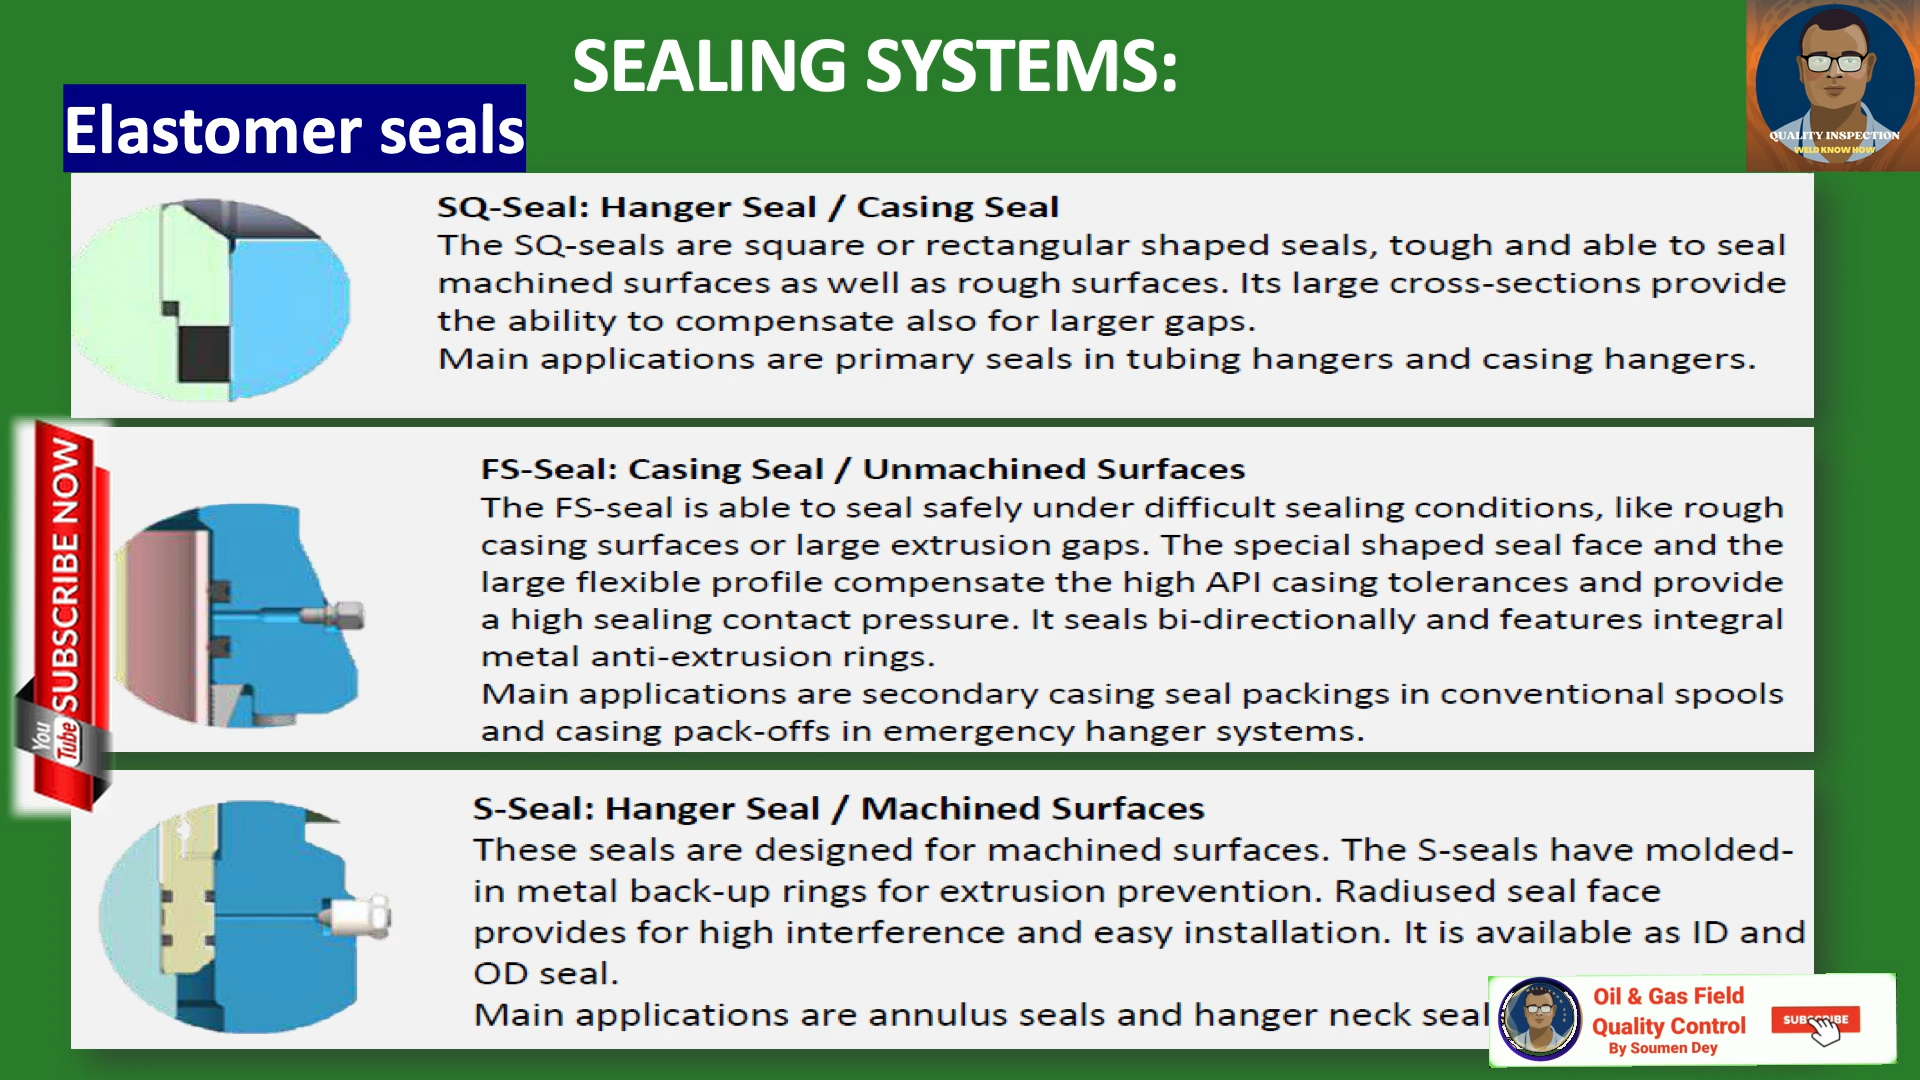 SEALING SYSTEMS:
Elastomer seals
QUALITY INSPECTION
WELD KNOW HOW
SQ-Seal: Hanger Seal / Casing Seal
The SQ-seals are square or rectangular shaped seals, tough and able to seal
machined surfaces as well as rough surfaces. Its large cross-sections provide
the ability to compensate also for larger gaps.
Main applications are primary seals in tubing hangers and casing hangers.
SUBSCRIBE NOW
You
Tube
FS-Seal: Casing Seal / Unmachined Surfaces
The FS-seal is able to seal safely under difficult sealing conditions, like rough
casing surfaces or large extrusion gaps. The special shaped seal face and the
large flexible profile compensate the high API casing tolerances and provide
a high sealing contact pressure. It seals bi-directionally and features integral
metal anti-extrusion rings.
Main applications are secondary casing seal packings in conventional spools
and casing pack-offs in emergency hanger systems.
S-Seal: Hanger Seal / Machined Surfaces
These seals are designed for machined surfaces. The S-seals have molded-
in metal back-up rings for extrusion prevention. Radiused seal face
provides for high interference and easy installation. It is available as ID and
OD seal.
Main applications are annulus seals and hanger neck seal
Oil & Gas Field
Quality Control
By Soumen Dey
SUBSCRIBE